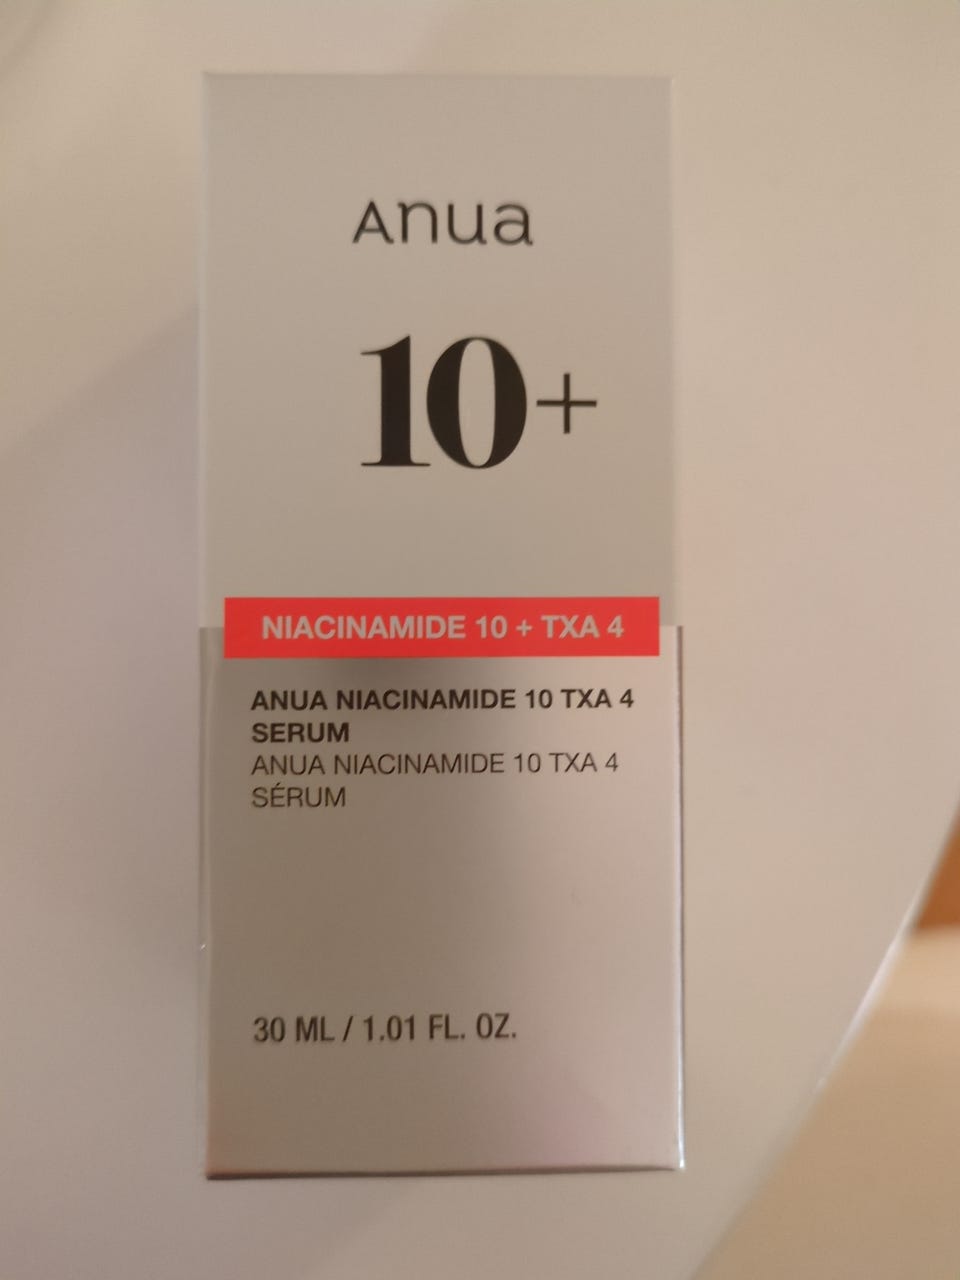 Anua
10+
NIACINAMIDE 10 + TXA 4
ANUA NIACINAMIDE 10 TXA 4
SERUM
ANUA NIACINAMIDE 10 TXA 4
SÉRUM
30 ML / 1.01 FL. OZ.